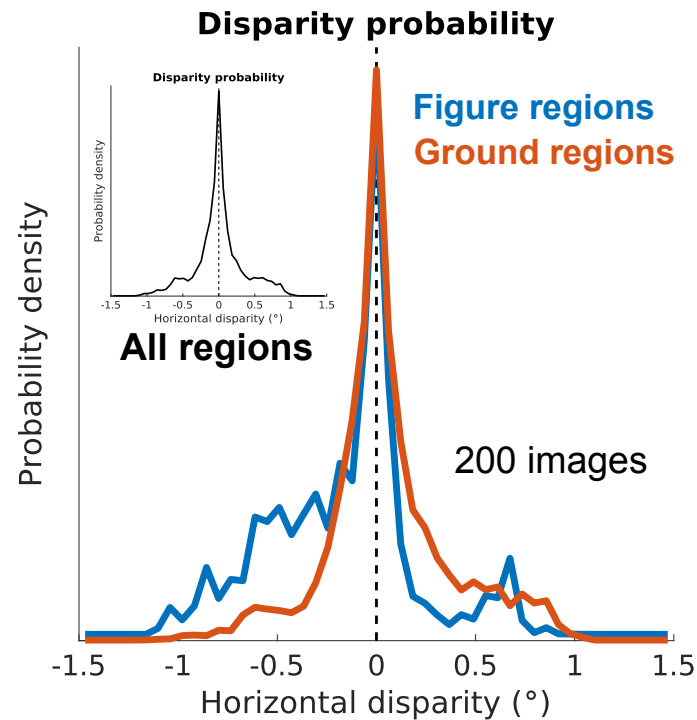 Disparity probability
Disparity probability
Probability density
-1.5 -1 -0.5 0 0.5 1 1.5
Horizontal disparity (°)
All regions
Figure regions
Ground regions
200 images
Probability density
-1.5 -1 -0.5 0 0.5 1 1.5
Horizontal disparity (°)